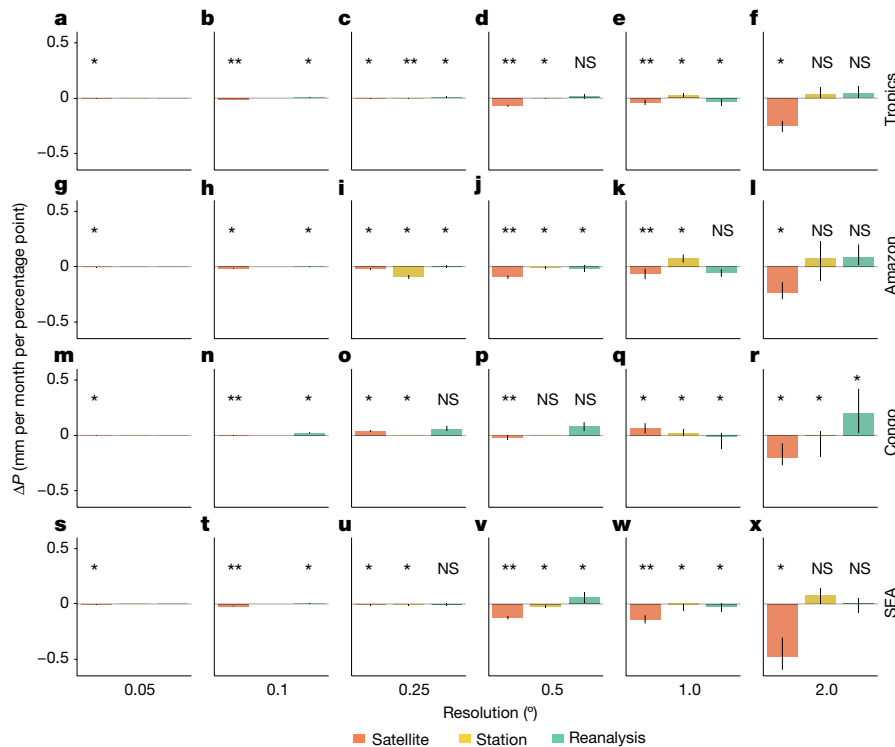 a b c d e f
0.5 * ** * * ** * ** * NS ** * * * NS NS
0
−0.5
Tropics
g h i j k l
0.5 * * * * * * ** * * ** * NS * NS NS
0
−0.5
Amazon
m n o p q r
0.5 * ** * * * NS ** NS NS * * * * * *
0
−0.5
Congo
s t u v w x
0.5 * ** * * * NS ** * * ** * * * NS NS
0
−0.5
SEA
ΔP (mm per month per percentage point)
0.05 0.1 0.25 0.5 1.0 2.0
Resolution (º)
Satellite Station Reanalysis